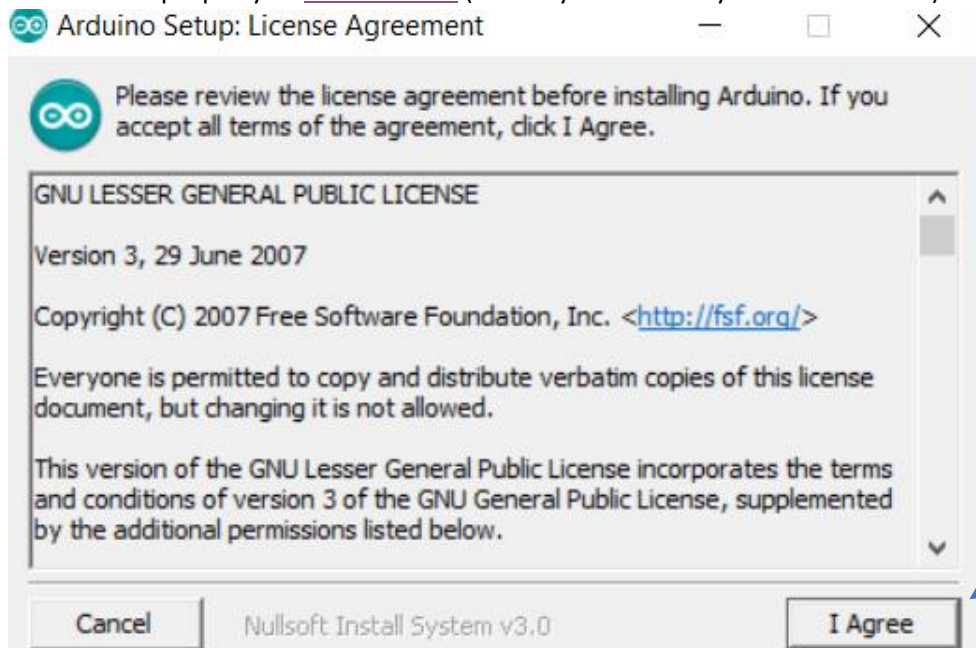 Arduino Setup: License Agreement
Please review the license agreement before installing Arduino. If you
accept all terms of the agreement, click I Agree.
GNU LESSER GENERAL PUBLIC LICENSE
Version 3, 29 June 2007
Copyright (C) 2007 Free Software Foundation, Inc. <http://fsf.org/>
Everyone is permitted to copy and distribute verbatim copies of this license
document, but changing it is not allowed.
This version of the GNU Lesser General Public License incorporates the terms
and conditions of version 3 of the GNU General Public License, supplemented
by the additional permissions listed below.
Cancel
Nullsoft Install System v3.0
I Agree